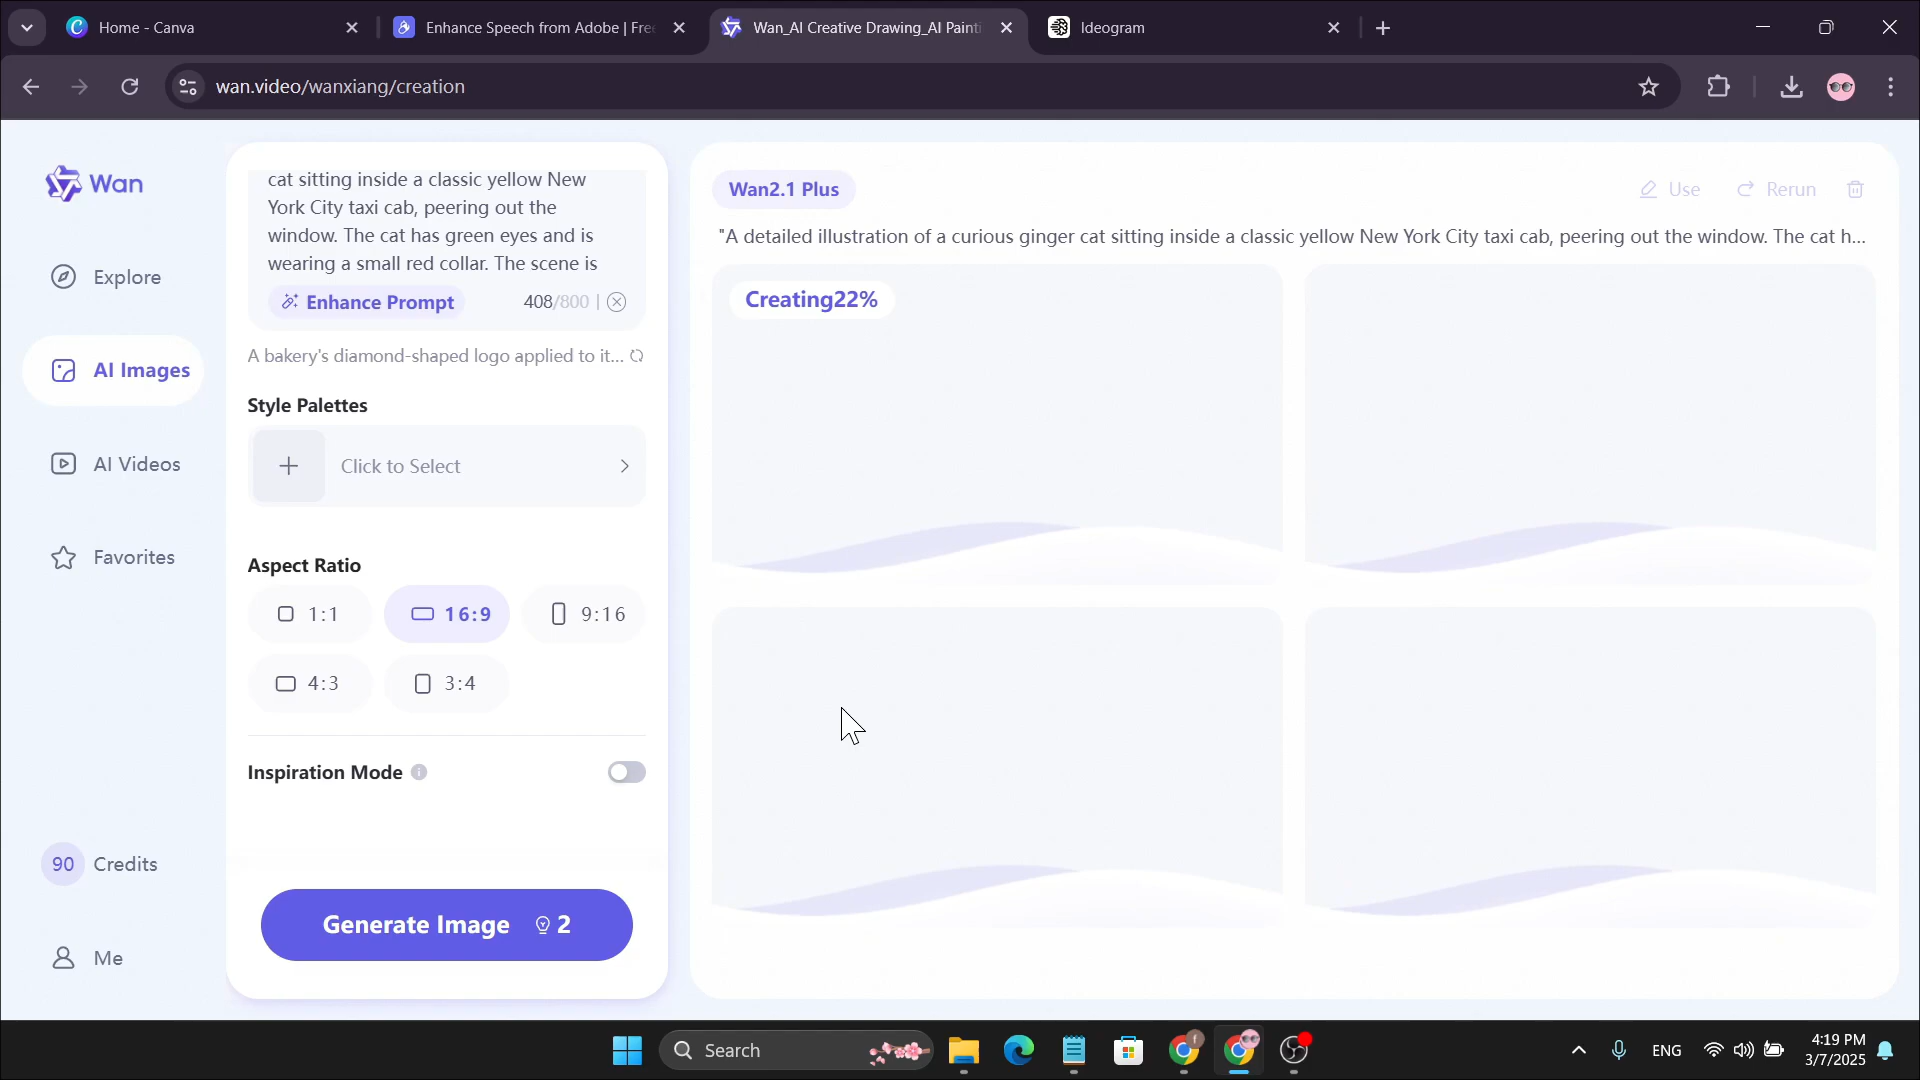 Home - Canva
Enhance Speech from Adobe | Fre
Wan_AI Creative Drawing_AI Painti
Ideogram
wan.video/wanxiang/creation
Wan
Explore
AI Images
AI Videos
Favorites
90 Credits
Me
cat sitting inside a classic yellow New
York City taxi cab, peering out the
window. The cat has green eyes and is
wearing a small red collar. The scene is
Enhance Prompt 408/800
A bakery's diamond-shaped logo applied to it...
Style Palettes
Click to Select
Aspect Ratio
1:1 16:9 9:16
4:3 3:4
Inspiration Mode
Generate Image 2
Wan2.1 Plus
Use Rerun
"A detailed illustration of a curious ginger cat sitting inside a classic yellow New York City taxi cab, peering out the window. The cat h...
Creating22%
Search
ENG
4:19 PM
3/7/2025